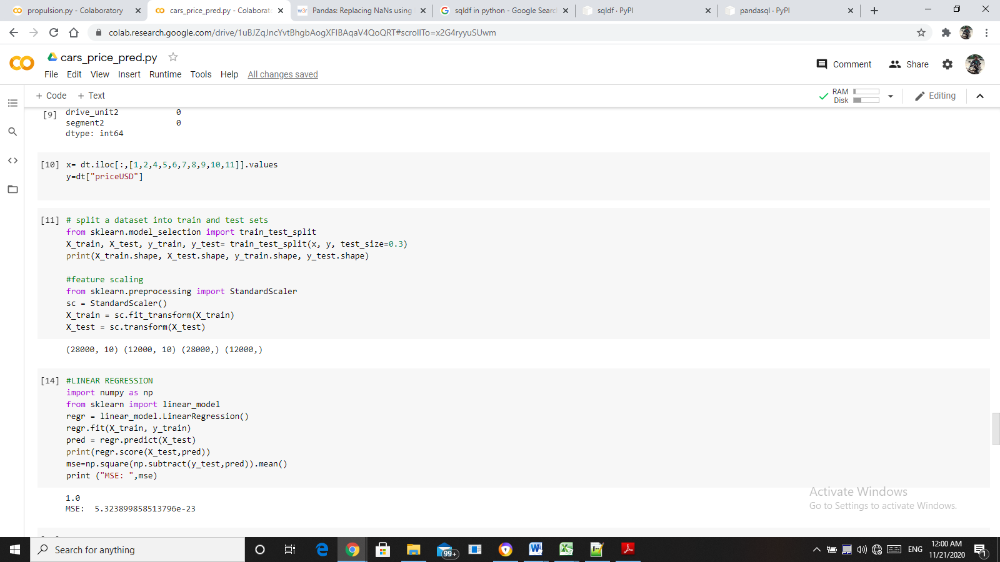 propulsion.py - Colaboratory
cars_price_pred.py - Colaborat
w3r Pandas: Replacing NaNs using
sqldf in python - Google Searc
sqldf · PyPI
pandasql · PyPI
colab.research.google.com/drive/1uBJZqJncYvtBhgbAogXFIBAqaV4QoQRT#scrollTo=x2G4ryyuSUwm
cars_price_pred.py
Comment
Share
File Edit View Insert Runtime Tools Help All changes saved
+ Code + Text
RAM
Disk
Editing
[9] drive_unit2 0
segment2 0
dtype: int64
[10] x= dt.iloc[:,[1,2,4,5,6,7,8,9,10,11]].values
y=dt["priceUSD"]
[11] # split a dataset into train and test sets
from sklearn.model_selection import train_test_split
X_train, X_test, y_train, y_test= train_test_split(x, y, test_size=0.3)
print(X_train.shape, X_test.shape, y_train.shape, y_test.shape)
#feature scaling
from sklearn.preprocessing import StandardScaler
sc = StandardScaler()
X_train = sc.fit_transform(X_train)
X_test = sc.transform(X_test)
(28000, 10) (12000, 10) (28000,) (12000,)
[14] #LINEAR REGRESSION
import numpy as np
from sklearn import linear_model
regr = linear_model.LinearRegression()
regr.fit(X_train, y_train)
pred = regr.predict(X_test)
print(regr.score(X_test,pred))
mse=np.square(np.subtract(y_test,pred)).mean()
print ("MSE: ",mse)
1.0
MSE: 5.323899858513796e-23
Activate Windows
Go to Settings to activate Windows.
Search for anything
99+
ENG
12:00 AM
11/21/2020
1